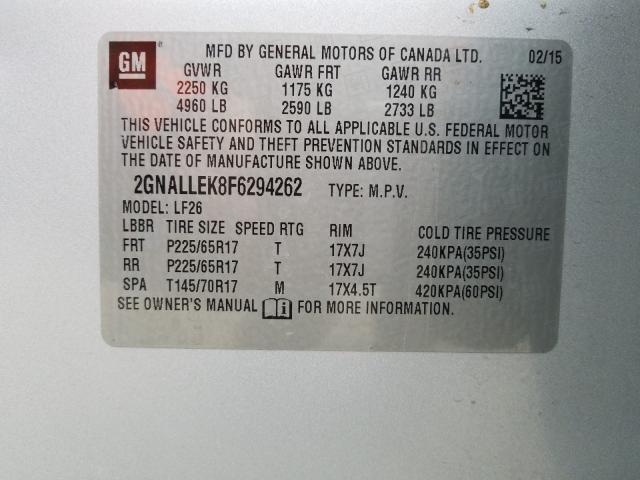 GM
MFD BY GENERAL MOTORS OF CANADA LTD. 02/15
GVWR GAWR FRT GAWR RR
2250 KG 1175 KG 1240 KG
4960 LB 2590 LB 2733 LB
THIS VEHICLE CONFORMS TO ALL APPLICABLE U.S. FEDERAL MOTOR
VEHICLE SAFETY AND THEFT PREVENTION STANDARDS IN EFFECT ON
THE DATE OF MANUFACTURE SHOWN ABOVE.
2GNALLEK8F6294262 TYPE: M.P.V.
MODEL: LF26
LBBR TIRE SIZE SPEED RTG RIM COLD TIRE PRESSURE
FRT P225/65R17 T 17X7J 240KPA(35PSI)
RR P225/65R17 T 17X7J 240KPA(35PSI)
SPA T145/70R17 M 17X4.5T 420KPA(60PSI)
SEE OWNER'S MANUAL i FOR MORE INFORMATION.